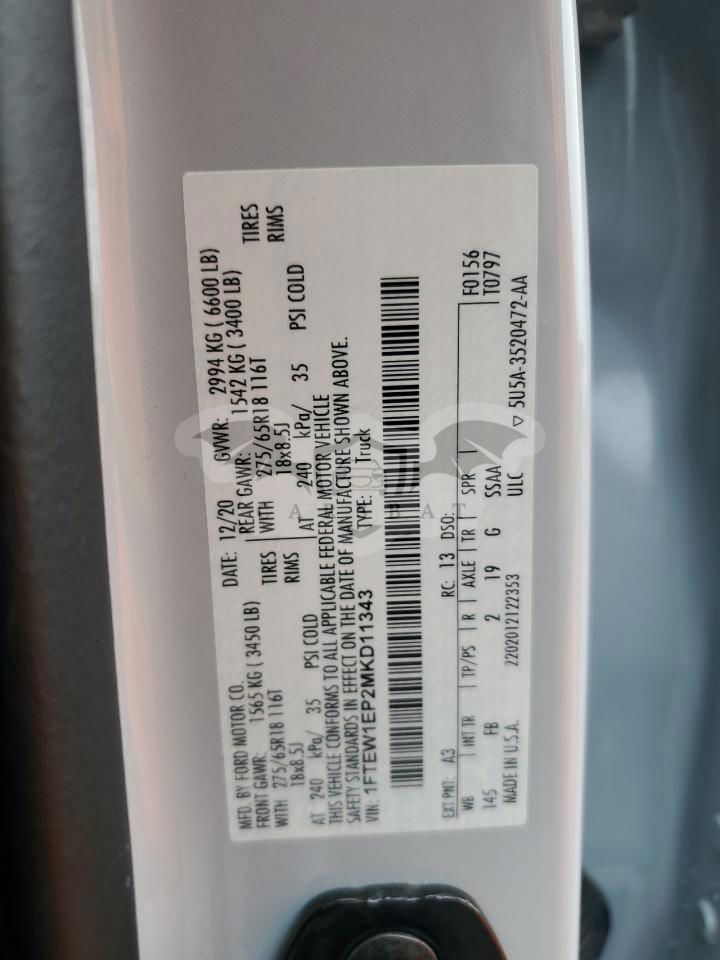 MFD. BY FORD MOTOR CO.
DATE: 12/20 GVWR: 2994 KG ( 6600 LB)
FRONT GAWR: 1565 KG ( 3450 LB) REAR GAWR: 1542 KG ( 3400 LB)
WITH 275/65R18 116T TIRES WITH 275/65R18 116T TIRES
18x8.5J RIMS 18x8.5J RIMS
AT 240 kPa/ 35 PSI COLD AT 240 kPa/ 35 PSI COLD
THIS VEHICLE CONFORMS TO ALL APPLICABLE FEDERAL MOTOR VEHICLE
SAFETY STANDARDS IN EFFECT ON THE DATE OF MANUFACTURE SHOWN ABOVE.
VIN: 1FTEW1EP2MKD11343 TYPE: Truck
F0156
T0797
EXT PNT: A3 RC: 13 DSO:
WB INT TR TP/PS R AXLE TR SPR
145 FB 2 19 G SSAA
MADE IN U.S.A. 2202012122353 ULC ▽ 5U5A-3520472-AA